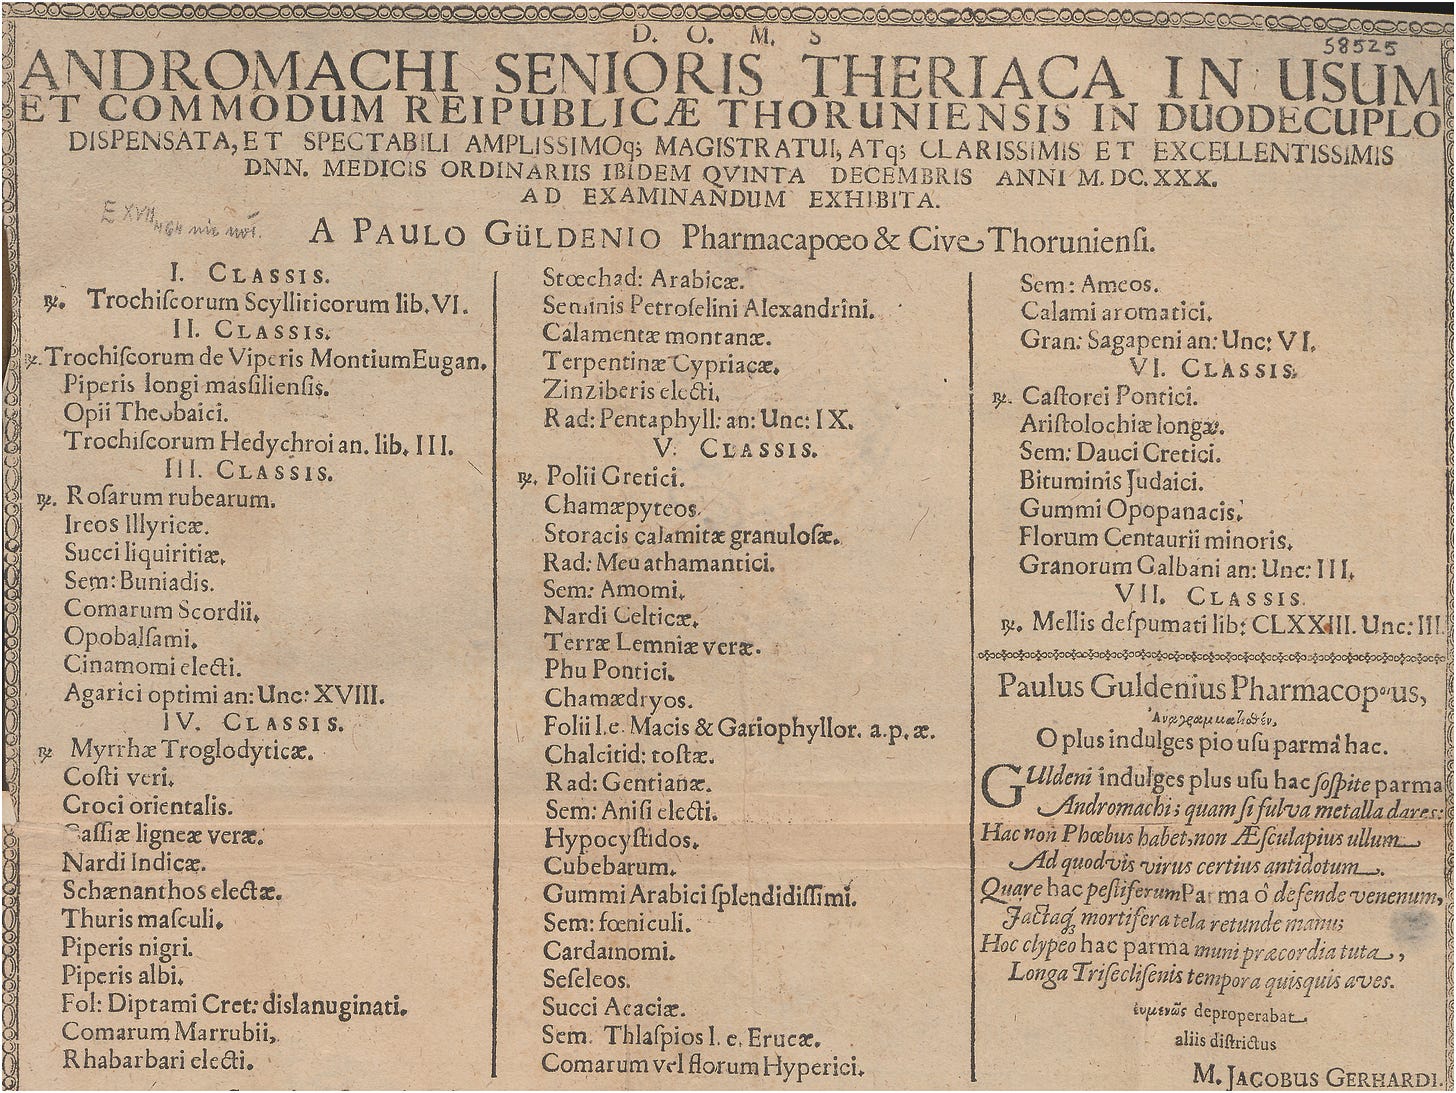 D. O. M. S
58525
ANDROMACHI SENIORIS THERIACA IN USUM
ET COMMODUM REIPUBLICÆ THORUNIENSIS IN DUODECUPLO
DISPENSATA, ET SPECTABILI AMPLISSIMOq; MAGISTRATUI, ATq; CLARISSIMIS ET EXCELLENTISSIMIS
DNN. MEDICIS ORDINARIIS IBIDEM QVINTA DECEMBRIS ANNI M. DC. XXX.
AD EXAMINANDUM EXHIBITA.
E XVII
A PAULO GÜLDENIO Pharmacapœo & Cive Thorunienſi.
I. CLASSIS.
℞. Trochiſcorum Scylliticorum lib. VI.
II. CLASSIS.
℞. Trochiſcorum de Viperis Montium Eugan.
Piperis longi masſilienſis.
Opii Thebaici.
Trochiſcorum Hedychroi an. lib. III.
III. CLASSIS.
℞. Roſarum rubearum.
Ireos Illyricæ.
Succi liquiritiæ.
Sem: Buniadis.
Comarum Scordii.
Opobalſami.
Cinamomi electi.
Agarici optimi an: Unc: XVIII.
IV. CLASSIS.
℞ Myrrhæ Troglodyticæ.
Coſti veri.
Croci orientalis.
Caſſiæ ligneæ veræ.
Nardi Indicæ.
Schænanthos electæ.
Thuris maſculi.
Piperis nigri.
Piperis albi.
Fol: Diptami Cret: dislanuginati.
Comarum Marrubii.
Rhabarbari electi.
Stœchad: Arabicæ.
Seminis Petroſelini Alexandrini.
Calamentæ montanæ.
Terpentinæ Cypriacæ.
Zinziberis electi.
Rad: Pentaphyll: an: Unc: IX.
V. CLASSIS.
℞. Polii Cretici.
Chamæpyteos.
Storacis calamitæ granuloſæ.
Rad: Meu athamantici.
Sem: Amomi.
Nardi Celticæ.
Terræ Lemniæ veræ.
Phu Pontici.
Chamædryos.
Folii l.e. Macis & Gariophyllor. a.p.æ.
Chalcitid: toſtæ.
Rad: Gentianæ.
Sem: Aniſi electi.
Hypocyſtidos.
Cubebarum.
Gummi Arabici ſplendidiſſimi.
Sem: fœniculi.
Cardamomi.
Seſeleos.
Succi Acaciæ.
Sem. Thlaſpios l. e. Erucæ.
Comarum vel florum Hyperici.
Sem: Ameos.
Calami aromatici.
Gran: Sagapeni an: Unc: VI.
VI. CLASSIS.
℞. Caſtorei Pontici.
Ariſtolochiæ longæ.
Sem: Dauci Cretici.
Bituminis Judaici.
Gummi Opopanacis.
Florum Centaurii minoris.
Granorum Galbani an: Unc: III.
VII. CLASSIS.
℞. Mellis deſpumati lib: CLXXIII. Unc: III
Paulus Guldenius Pharmacopœus,
O plus indulges pio uſu parmâ hac.
GUldeni indulges plus uſu hac ſoſpite parma
Andromachi; quam ſi fulva metalla dares:
Hac non Phœbus habet, non Æſculapius ullum
Ad quodvis virus certius antidotum.
Quare hac peſtiferum Parma ô defende venenum,
Jactaq; mortifera tela retunde manu;
Hoc clypeo hac parma muni præcordia tuta,
Longa Triſecliſenis tempora quisquis aves.
ἑυμενῶς deproperabat
aliis diſtrictus
M. JACOBUS GERHARDI.